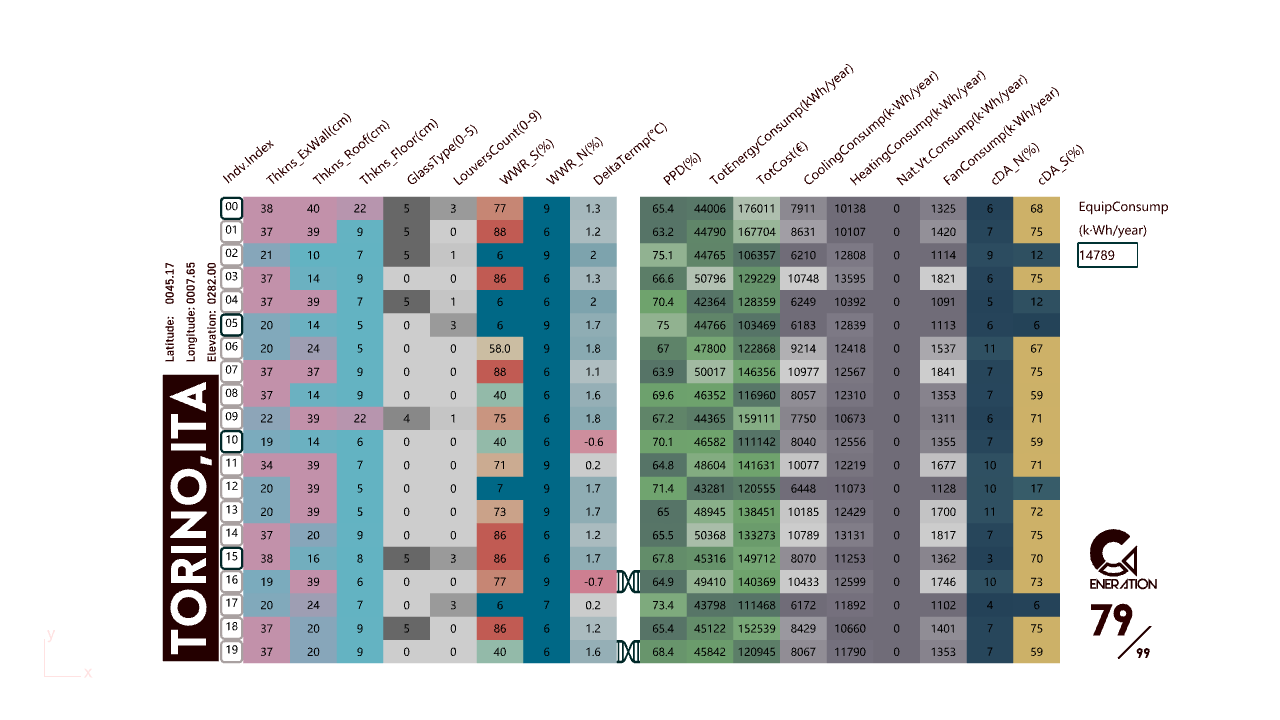 Indv.Index Thkns_ExWall(cm) Thkns_Roof(cm) Thkns_Floor(cm) GlassType(0-5) LouversCount(0-9) WWR_S(%) WWR_N(%) DeltaTermp(°C) PPD(%) TotEnergyConsump(kWh/year) TotCost(€) CoolingConsump(k·Wh/year) HeatingConsump(k·Wh/year) Nat.Vt.Consump(k·Wh/year) FanConsump(k·Wh/year) cDA_N(%) cDA_S(%)
00 38 40 22 5 3 77 9 1.3 65.4 44006 176011 7911 10138 0 1325 6 68
01 37 39 9 5 0 88 9 1.2 63.2 44790 167704 8631 10107 0 1420 7 75
02 21 10 7 5 1 6 9 2 75.1 44765 106357 6210 12808 0 1114 9 12
03 37 14 9 0 0 86 6 1.3 66.6 50796 129229 10748 13595 0 1821 6 75
04 37 39 7 5 1 6 6 2 70.4 42364 128359 6249 10392 0 1091 5 12
05 20 14 5 0 3 6 9 1.7 75 44766 103469 6183 12839 0 1113 6 6
06 20 24 5 0 0 58.0 9 1.8 67 47800 122868 9214 12418 0 1537 11 67
07 37 37 9 0 0 88 6 1.1 63.9 50017 146356 10977 12567 0 1841 7 75
08 37 14 9 0 0 40 6 1.6 69.6 46352 116960 8057 12310 0 1353 7 59
09 22 39 22 4 1 75 6 1.8 67.2 44365 159111 7750 10673 0 1311 6 71
10 19 14 6 0 0 40 6 -0.6 70.1 46582 111142 8040 12556 0 1355 7 59
11 34 39 7 0 0 71 9 0.2 64.8 48604 141631 10077 12219 0 1677 10 71
12 20 39 5 0 0 7 9 1.7 71.4 43281 120555 6448 11073 0 1128 10 17
13 20 39 5 0 0 73 9 1.7 65 48945 138451 10185 12429 0 1700 11 72
14 37 20 9 0 0 86 6 1.2 65.5 50368 133273 10789 13131 0 1817 7 75
15 38 16 8 5 3 86 6 1.7 67.8 45316 149712 8070 11253 0 1362 3 70
16 19 39 6 0 0 77 9 -0.7 64.9 49410 140369 10433 12599 0 1746 10 73
17 20 24 7 0 3 6 7 0.2 73.4 43798 111468 6172 11892 0 1102 4 6
18 37 20 9 5 0 86 6 1.2 65.4 45122 152539 8429 10660 0 1401 7 75
19 37 20 9 0 0 40 6 1.6 68.4 45842 120945 8067 11790 0 1353 7 59
Latitude: 0045.17
Longitude: 0007.65
Elevation: 0282.00
TORINO,ITA
EquipConsump
(k·Wh/year)
14789
GENERATION
79/99
y
x